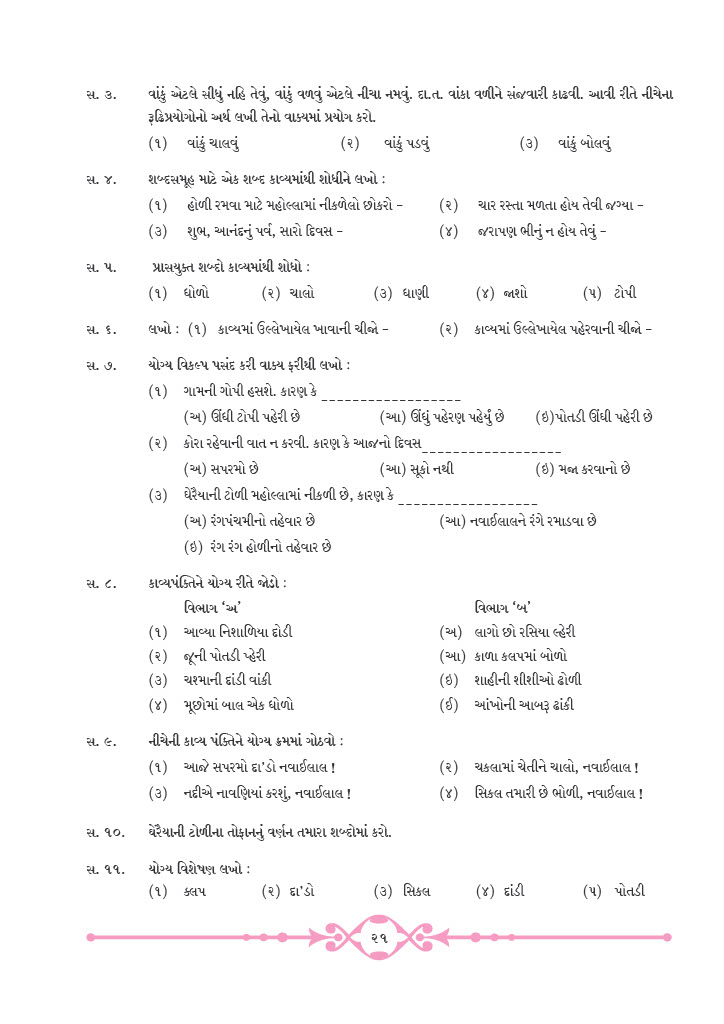 સ. ૩. વાંકું એટલે સીધું નહિ તેવું, વાંકું વળવું એટલે નીચા નમવું. દા.ત. વાંકા વળીને સંજવારી કાઢવી. આવી રીતે નીચેના
રૂઢિપ્રયોગોનો અર્થ લખી તેનો વાક્યમાં પ્રયોગ કરો.
(૧) વાંકું ચાલવું (૨) વાંકું પડવું (૩) વાંકું બોલવું
સ. ૪. શબ્દસમૂહ માટે એક શબ્દ કાવ્યમાંથી શોધીને લખો :
(૧) હોળી રમવા માટે મહોલ્લામાં નીકળેલો છોકરો – (૨) ચાર રસ્તા મળતા હોય તેવી જગ્યા –
(૩) શુભ, આનંદનું પર્વ, સારો દિવસ – (૪) જરાપણ ભીનું ન હોય તેવું –
સ. ૫. પ્રાસયુક્ત શબ્દો કાવ્યમાંથી શોધો :
(૧) ધોળો (૨) ચાલો (૩) ઘાણી (૪) જાશો (૫) ટોપી
સ. ૬. લખો : (૧) કાવ્યમાં ઉલ્લેખાયેલ ખાવાની ચીજો – (૨) કાવ્યમાં ઉલ્લેખાયેલ પહેરવાની ચીજો –
સ. ૭. યોગ્ય વિકલ્પ પસંદ કરી વાક્ય ફરીથી લખો :
(૧) ગામની ગોપી હસશે. કારણ કે __________________
(અ) ઊંધી ટોપી પહેરી છે (આ) ઊંધું પહેરણ પહેર્યું છે (ઇ)પોતડી ઊંધી પહેરી છે
(૨) કોરા રહેવાની વાત ન કરવી. કારણ કે આજનો દિવસ__________________
(અ) સપરમો છે (આ) સૂકો નથી (ઇ) મજા કરવાનો છે
(૩) ઘેરૈયાની ટોળી મહોલ્લામાં નીકળી છે, કારણ કે __________________
(અ) રંગપંચમીનો તહેવાર છે (આ) નવાઈલાલને રંગે રમાડવા છે
(ઇ) રંગ રંગ હોળીનો તહેવાર છે
સ. ૮. કાવ્યપંક્તિને યોગ્ય રીતે જોડો :
વિભાગ ‘અ’ વિભાગ ‘બ’
(૧) આવ્યા નિશાળિયા દોડી (અ) લાગો છો રસિયા લ્હેરી
(૨) જૂની પોતડી પ્હેરી (આ) કાળા કલપમાં બોળો
(૩) ચશ્માની દાંડી વાંકી (ઇ) શાહીની શીશીઓ ઢોળી
(૪) મૂછોમાં બાલ એક ધોળો (ઈ) આંખોની આબરૂ ઢાંકી
સ. ૯. નીચેની કાવ્ય પંક્તિને યોગ્ય ક્રમમાં ગોઠવો :
(૧) આજે સપરમો દા’ડો નવાઈલાલ ! (૨) ચકલામાં ચેતીને ચાલો, નવાઈલાલ !
(૩) નદીએ નાવણિયાં કરશું, નવાઈલાલ ! (૪) સિકલ તમારી છે ભોળી, નવાઈલાલ !
સ. ૧૦. ઘેરૈયાની ટોળીના તોફાનનું વર્ણન તમારા શબ્દોમાં કરો.
સ. ૧૧. યોગ્ય વિશેષણ લખો :
(૧) ક્લપ (૨) દા’ડો (૩) સિકલ (૪) દાંડી (૫) પોતડી
૨૧